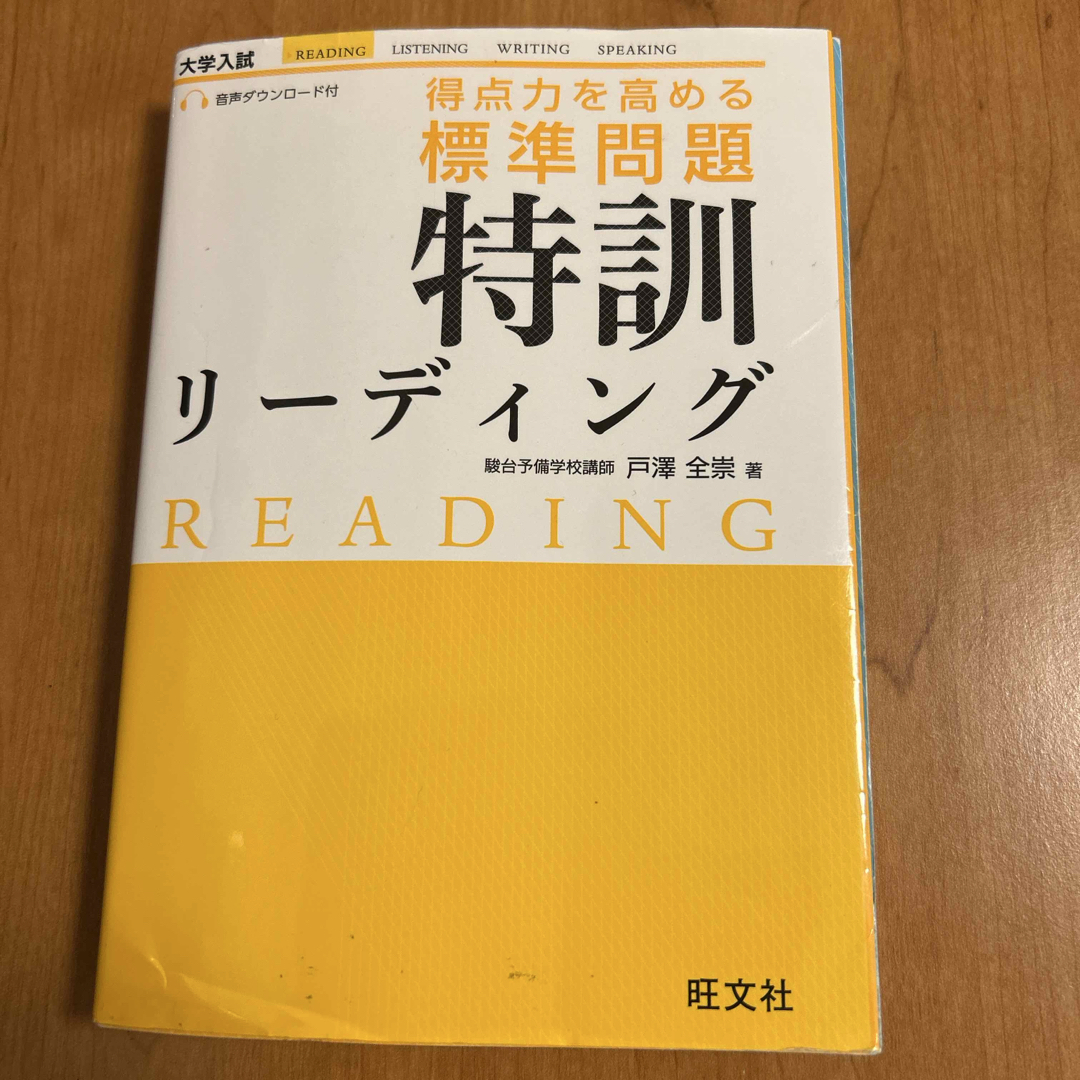 大学入試 READING LISTENING WRITING SPEAKING
音声ダウンロード付
得点力を高める
標準問題
特訓
リーディング
駿台予備学校講師 戸澤 全崇 著
READING
旺文社